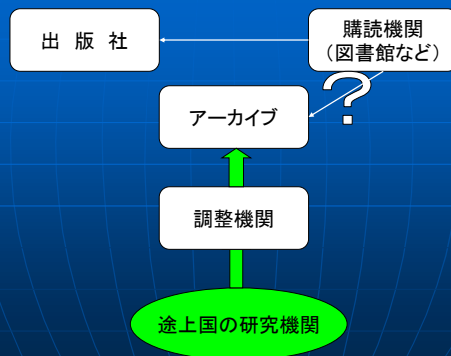 出 版 社
購読機関
（図書館など）
？
アーカイブ
調整機関
途上国の研究機関